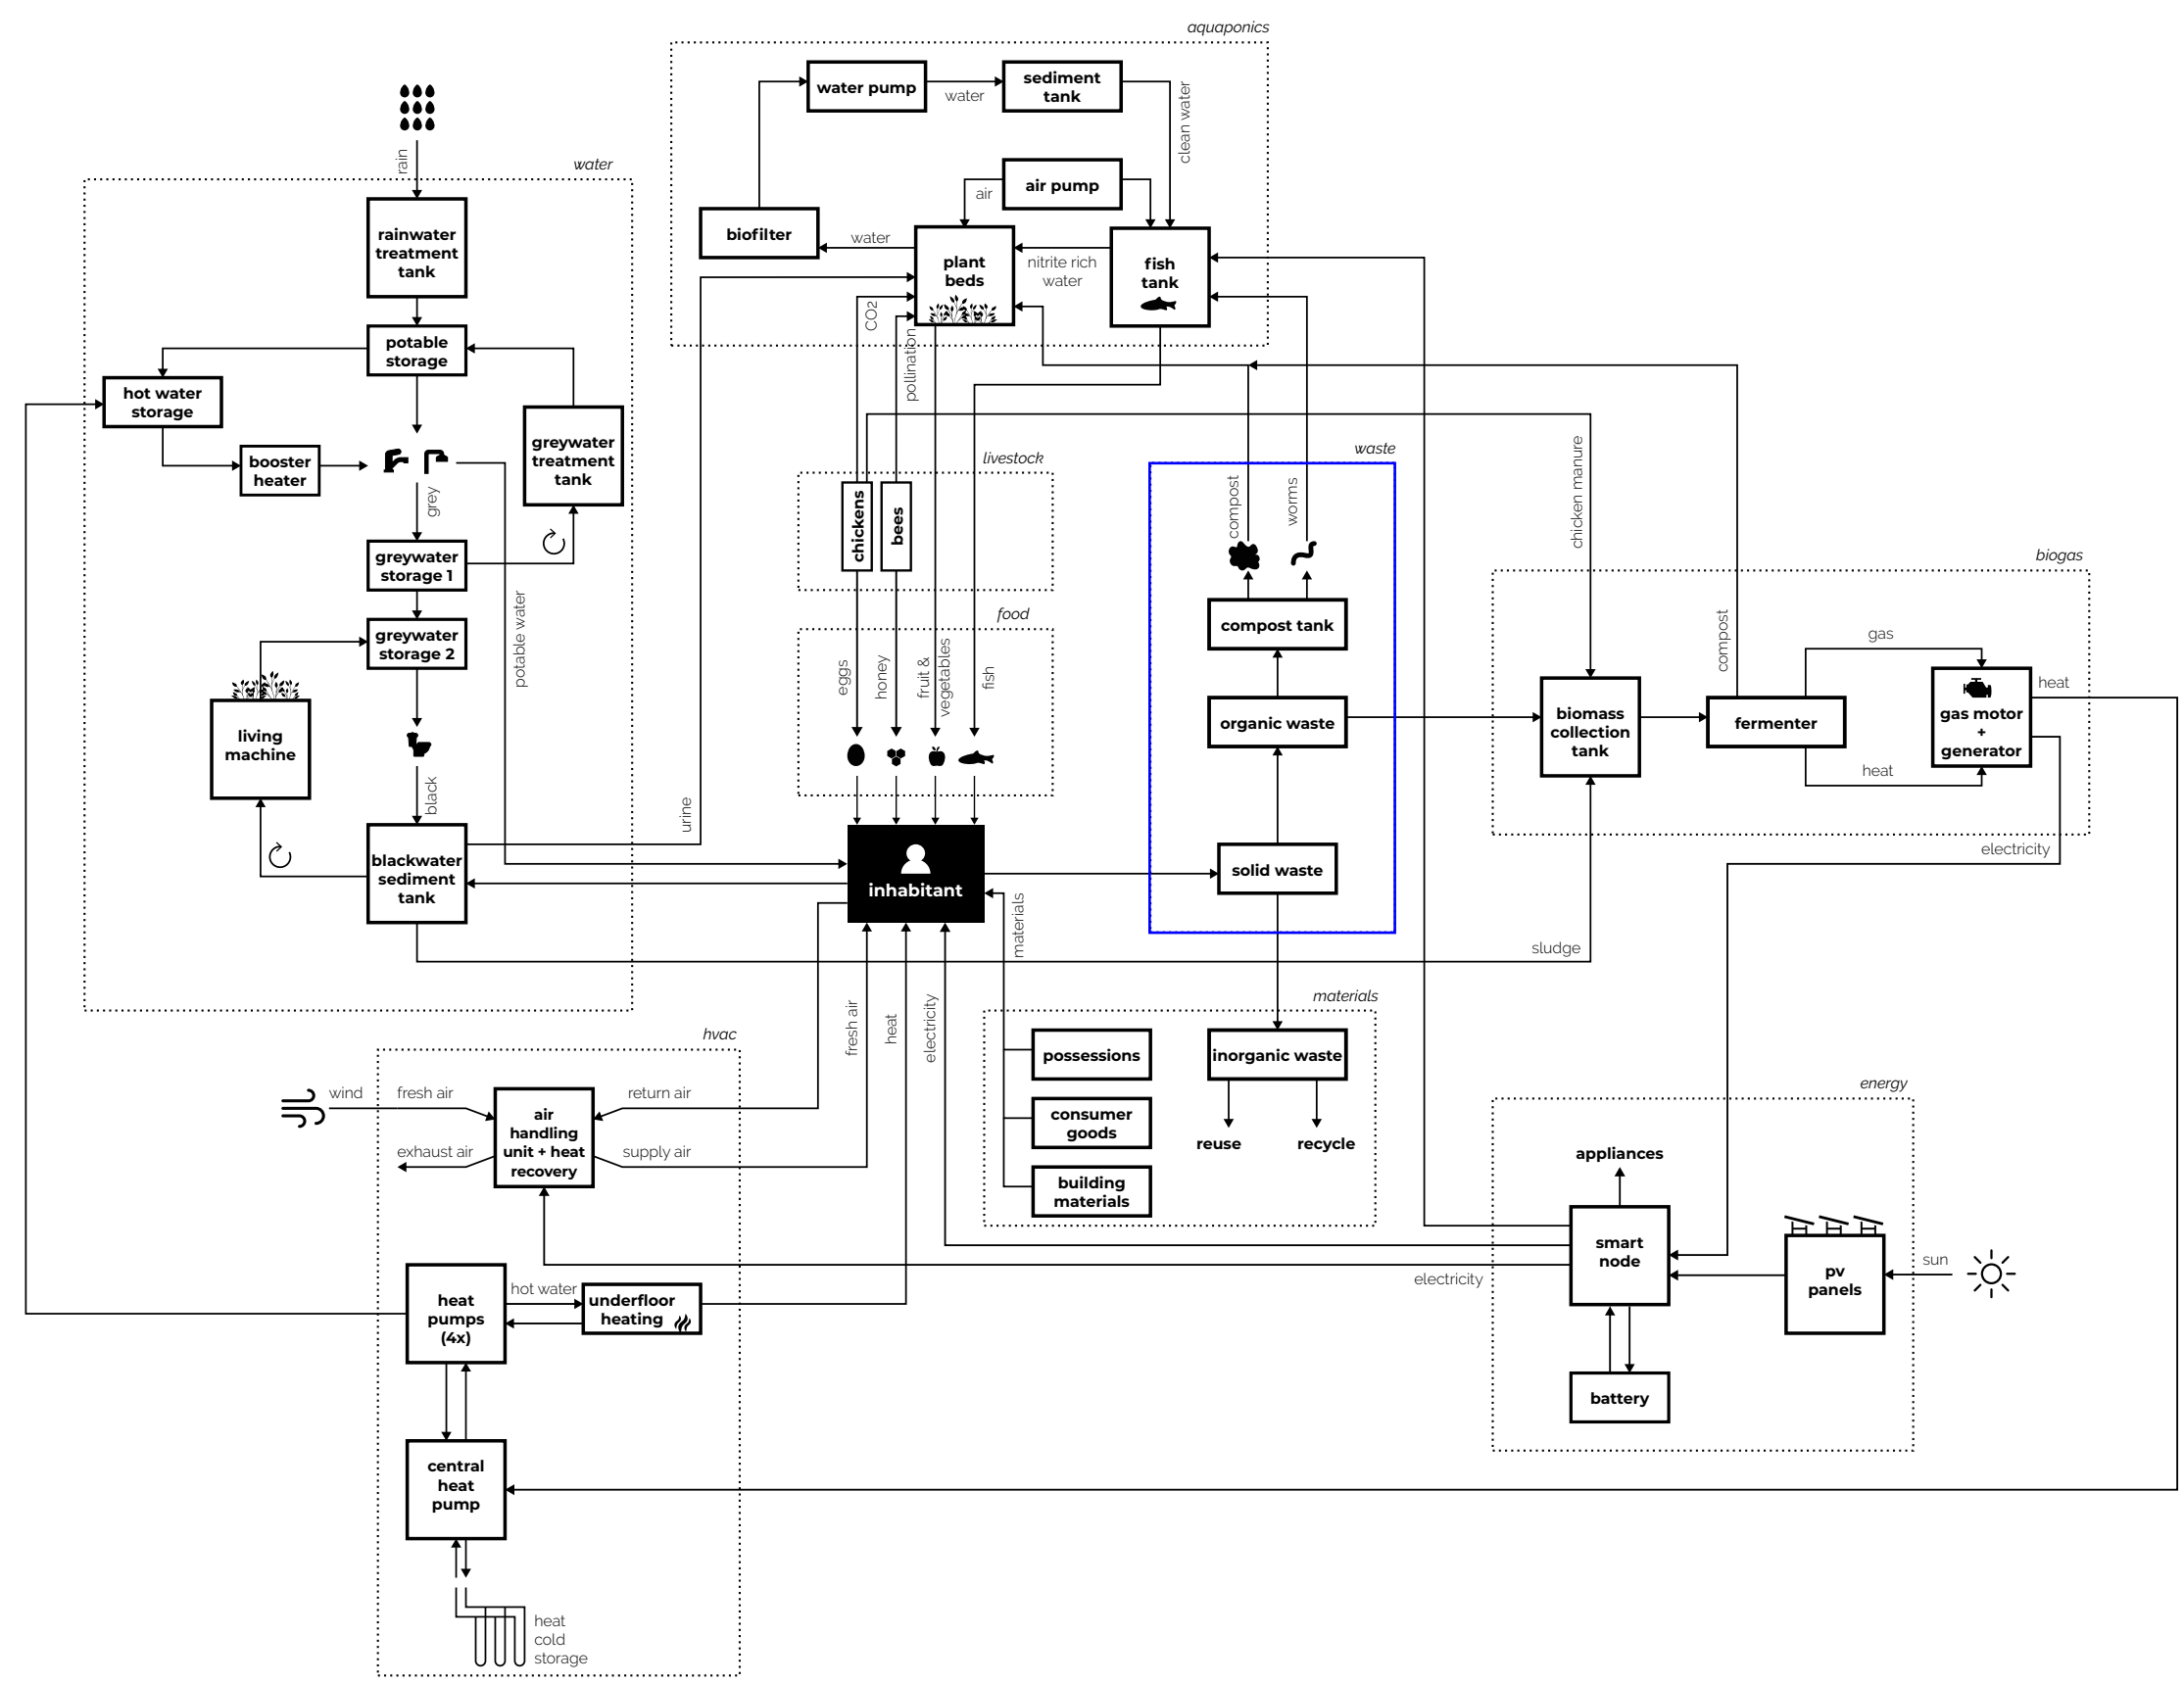 aquaponics
water pump
water
sediment
tank
clean water
air pump
air
biofilter
water
plant
beds
nitrite rich
water
fish
tank
CO2
pollination
rain
water
rainwater
treatment
tank
potable
storage
hot water
storage
booster
heater
greywater
treatment
tank
grey
greywater
storage 1
greywater
storage 2
potable water
living
machine
black
blackwater
sediment
tank
urine
livestock
chickens
bees
food
eggs
honey
fruit &
vegetables
fish
inhabitant
waste
compost
worms
compost tank
organic waste
solid waste
chicken manure
biogas
compost
biomass
collection
tank
fermenter
gas
heat
gas motor
+
generator
heat
electricity
sludge
materials
fresh air
heat
electricity
materials
possessions
consumer
goods
building
materials
inorganic waste
reuse
recycle
hvac
wind
fresh air
exhaust air
air
handling
unit + heat
recovery
return air
supply air
heat
pumps
(4x)
hot water
underfloor
heating
central
heat
pump
heat
cold
storage
energy
appliances
smart
node
electricity
pv
panels
sun
battery